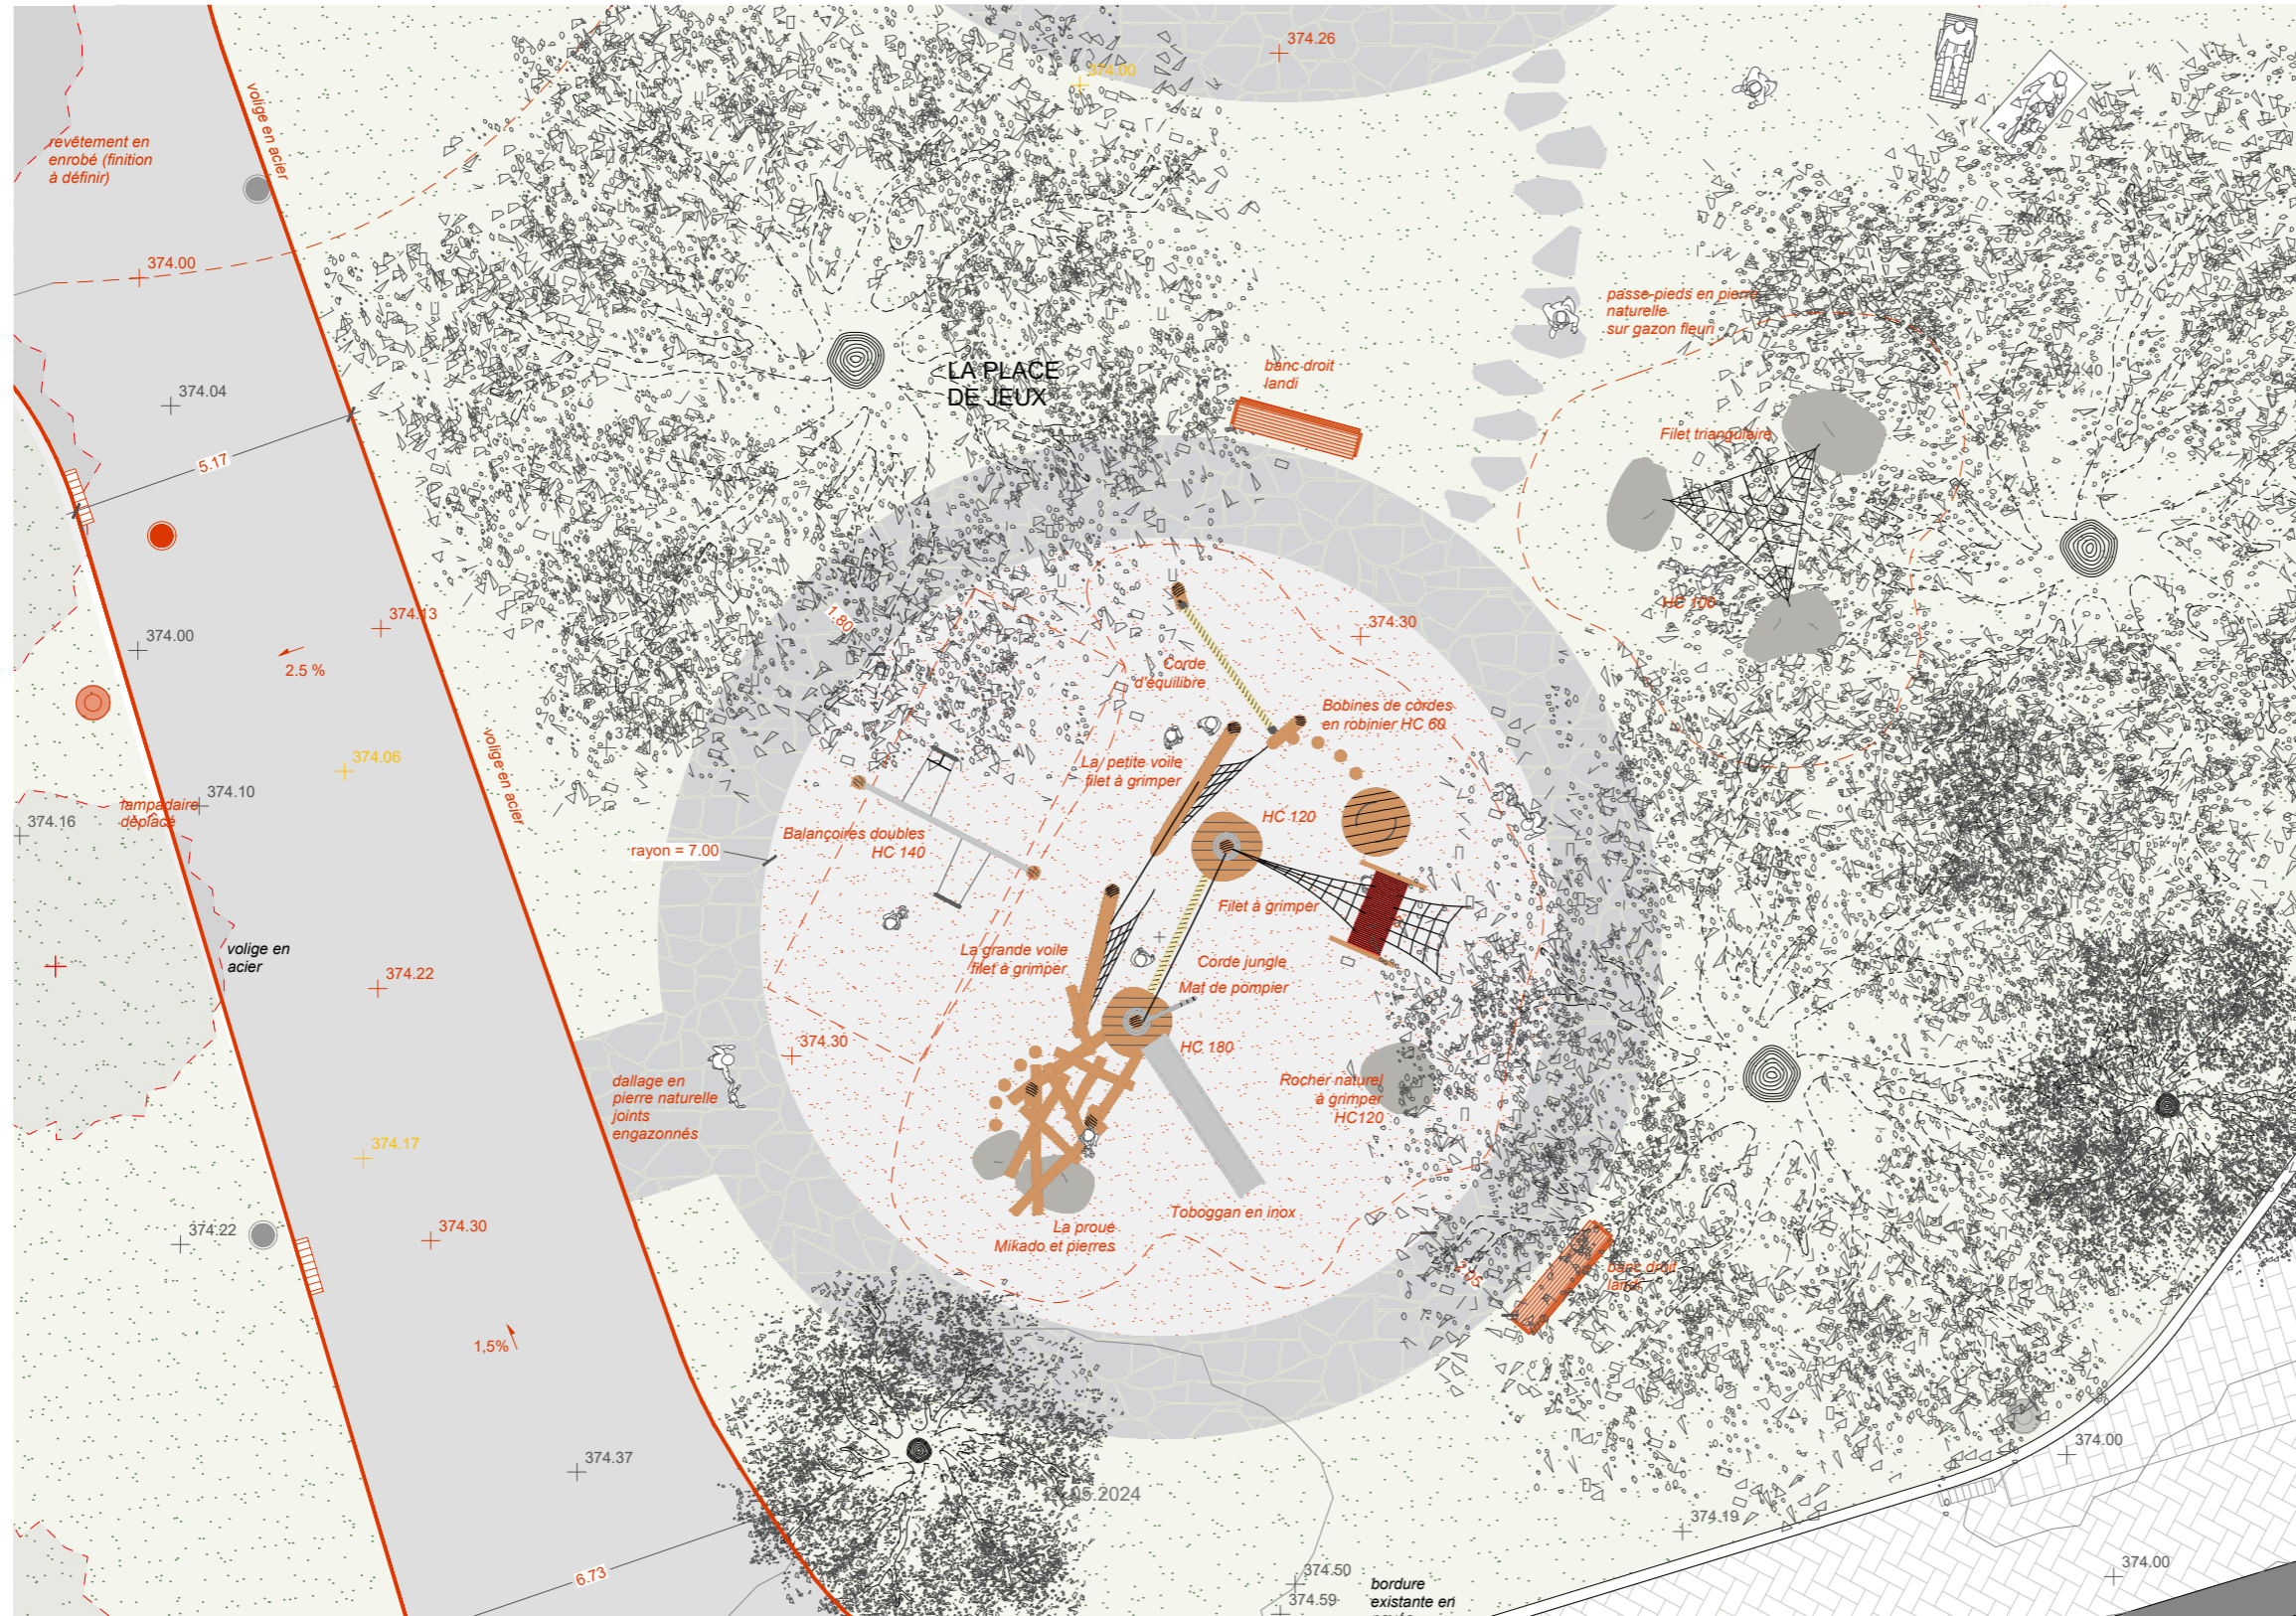 374.26
374.00
volige en acier
revêtement en
enrobé (finition
à définir)
374.00
passe-pieds en pierre
naturelle
sur gazon fleuri
LA PLACE
DE JEUX
banc droit
landi
374.04
Filet triangulaire
5.17
HC 100
374.13
374.30
1.80
374.00
2.5 %
Corde
d'équilibre
Bobines de cordes
en robinier HC 60
volige en acier
374.06
La petite voile
filet à grimper
374.10
lampadaire
déplacé
374.16
HC 120
Balançoires doubles
HC 140
rayon = 7.00
Filet à grimper
volige en
acier
La grande voile
filet à grimper
Corde jungle
Mat de pompier
374.22
374.30
HC 180
dallage en
pierre naturelle
joints
engazonnés
Rocher naturel
à grimper
HC120
374.17
Toboggan en inox
374.22
374.30
La proue
Mikado et pierres
banc droit
landi
1,5%
374.00
374.37
.05.2024
374.19
6.73
374.50
374.59
374.00
bordure
existante en